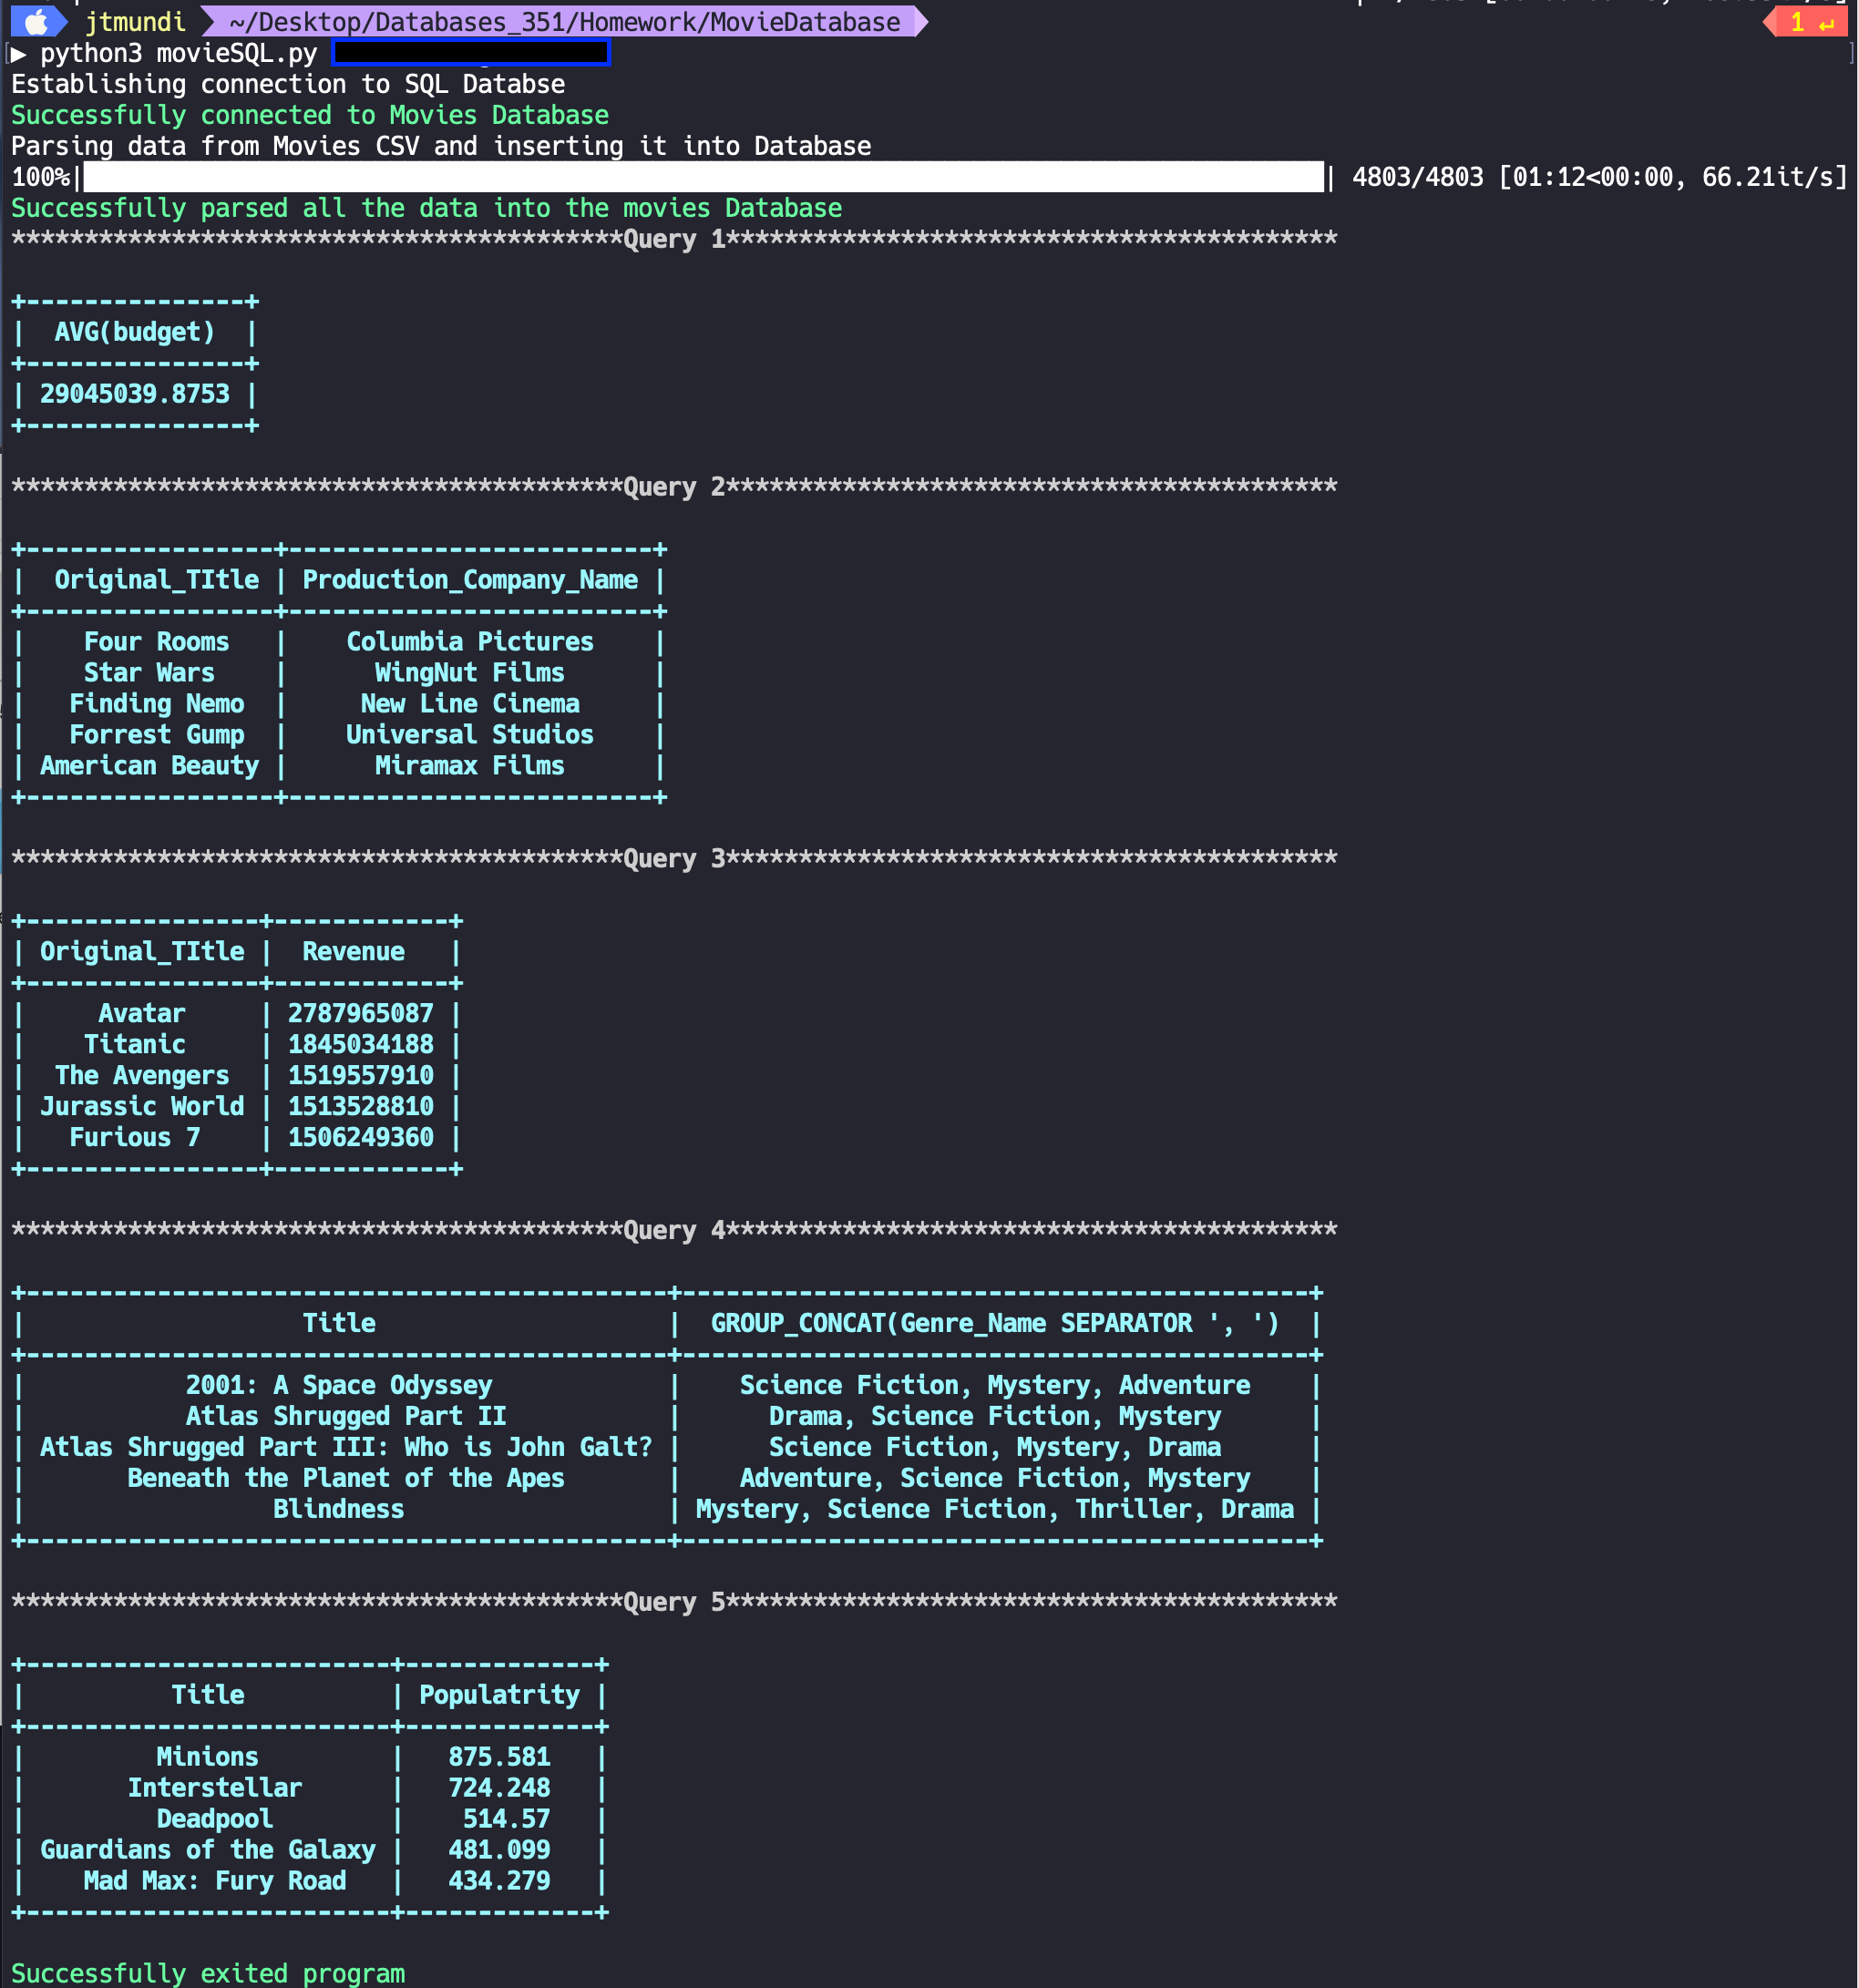 jtmundi ~/Desktop/Databases_351/Homework/MovieDatabase 1 ↵
▶ python3 movieSQL.py
Establishing connection to SQL Databse
Successfully connected to Movies Database
Parsing data from Movies CSV and inserting it into Database
100%| | 4803/4803 [01:12<00:00, 66.21it/s]
Successfully parsed all the data into the movies Database
******************************************Query 1******************************************
+---------------+
| AVG(budget) |
+---------------+
| 29045039.8753 |
+---------------+
******************************************Query 2******************************************
+-----------------+-------------------------+
| Original_TItle | Production_Company_Name |
+-----------------+-------------------------+
| Four Rooms | Columbia Pictures |
| Star Wars | WingNut Films |
| Finding Nemo | New Line Cinema |
| Forrest Gump | Universal Studios |
| American Beauty | Miramax Films |
+-----------------+-------------------------+
******************************************Query 3******************************************
+----------------+------------+
| Original_TItle | Revenue |
+----------------+------------+
| Avatar | 2787965087 |
| Titanic | 1845034188 |
| The Avengers | 1519557910 |
| Jurassic World | 1513528810 |
| Furious 7 | 1506249360 |
+----------------+------------+
******************************************Query 4******************************************
+--------------------------------------------+-------------------------------------------+
| Title | GROUP_CONCAT(Genre_Name SEPARATOR ', ') |
+--------------------------------------------+-------------------------------------------+
| 2001: A Space Odyssey | Science Fiction, Mystery, Adventure |
| Atlas Shrugged Part II | Drama, Science Fiction, Mystery |
| Atlas Shrugged Part III: Who is John Galt? | Science Fiction, Mystery, Drama |
| Beneath the Planet of the Apes | Adventure, Science Fiction, Mystery |
| Blindness | Mystery, Science Fiction, Thriller, Drama |
+--------------------------------------------+-------------------------------------------+
******************************************Query 5******************************************
+-------------------------+-------------+
| Title | Populatrity |
+-------------------------+-------------+
| Minions | 875.581 |
| Interstellar | 724.248 |
| Deadpool | 514.57 |
| Guardians of the Galaxy | 481.099 |
| Mad Max: Fury Road | 434.279 |
+-------------------------+-------------+
Successfully exited program